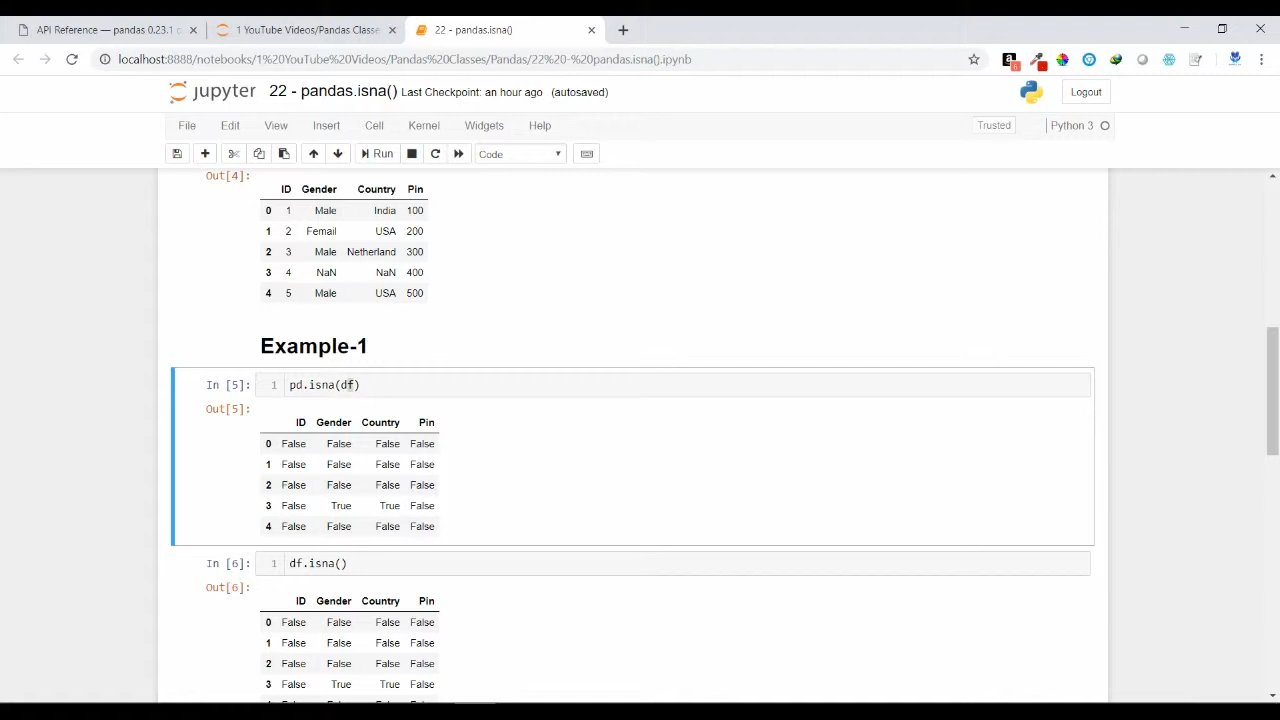 API Reference — pandas 0.23.1 c
1 YouTube Videos/Pandas Classe
22 - pandas.isna()
localhost:8888/notebooks/1%20YouTube%20Videos/Pandas%20Classes/Pandas/22%20-%20pandas.isna().ipynb
jupyter 22 - pandas.isna() Last Checkpoint: an hour ago (autosaved) Logout
File Edit View Insert Cell Kernel Widgets Help Trusted Python 3
Run Code
Out[4]:
ID Gender Country Pin
0 1 Male India 100
1 2 Femail USA 200
2 3 Male Netherland 300
3 4 NaN NaN 400
4 5 Male USA 500
Example-1
In [5]: 1 pd.isna(df)
Out[5]:
ID Gender Country Pin
0 False False False False
1 False False False False
2 False False False False
3 False True True False
4 False False False False
In [6]: 1 df.isna()
Out[6]:
ID Gender Country Pin
0 False False False False
1 False False False False
2 False False False False
3 False True True False